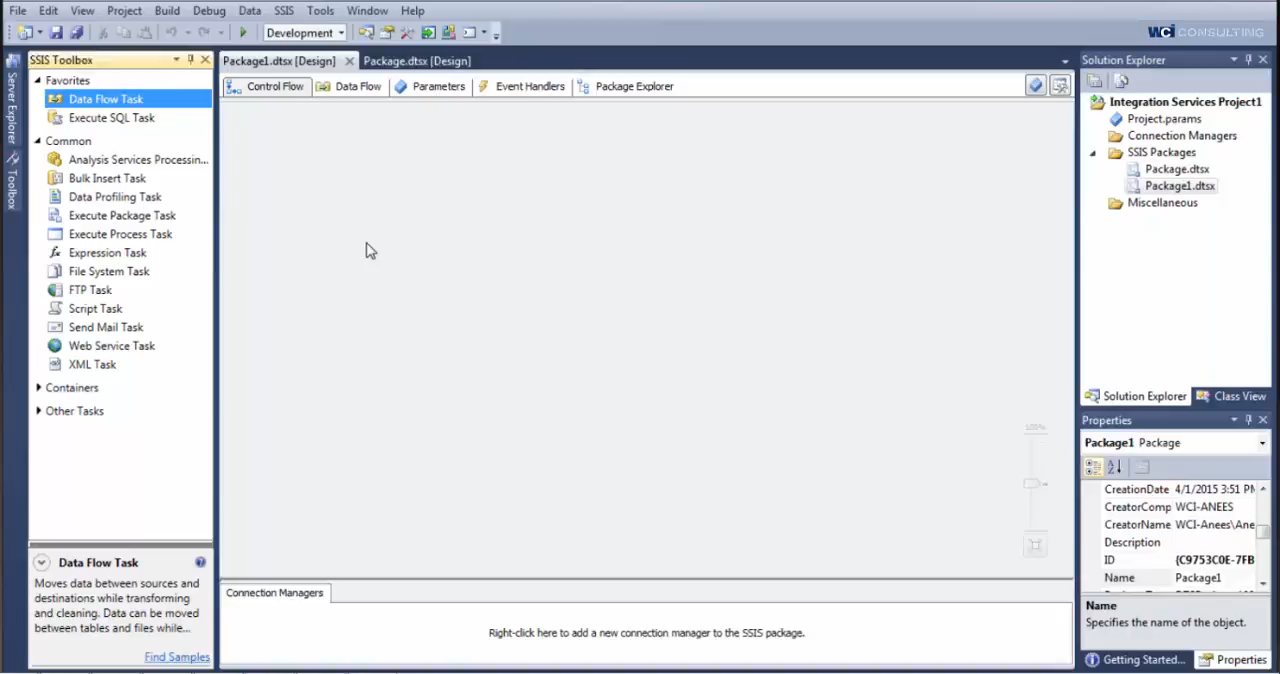 File Edit View Project Build Debug Data SSIS Tools Window Help
Development
WCI CONSULTING
Server Explorer
Toolbox
SSIS Toolbox
Favorites
Data Flow Task
Execute SQL Task
Common
Analysis Services Processin...
Bulk Insert Task
Data Profiling Task
Execute Package Task
Execute Process Task
Expression Task
File System Task
FTP Task
Script Task
Send Mail Task
Web Service Task
XML Task
Containers
Other Tasks
Data Flow Task
Moves data between sources and
destinations while transforming
and cleaning. Data can be moved
between tables and files while...
Find Samples
Package1.dtsx [Design] Package.dtsx [Design]
Control Flow Data Flow Parameters Event Handlers Package Explorer
100%
Connection Managers
Right-click here to add a new connection manager to the SSIS package.
Solution Explorer
Integration Services Project1
Project.params
Connection Managers
SSIS Packages
Package.dtsx
Package1.dtsx
Miscellaneous
Solution Explorer Class View
Properties
Package1 Package
CreationDate 4/1/2015 3:51 PM
CreatorComp WCI-ANEES
CreatorName WCI-Anees\Ane
Description
ID {C9753C0E-7FB
Name Package1
Name
Specifies the name of the object.
Getting Started... Properties